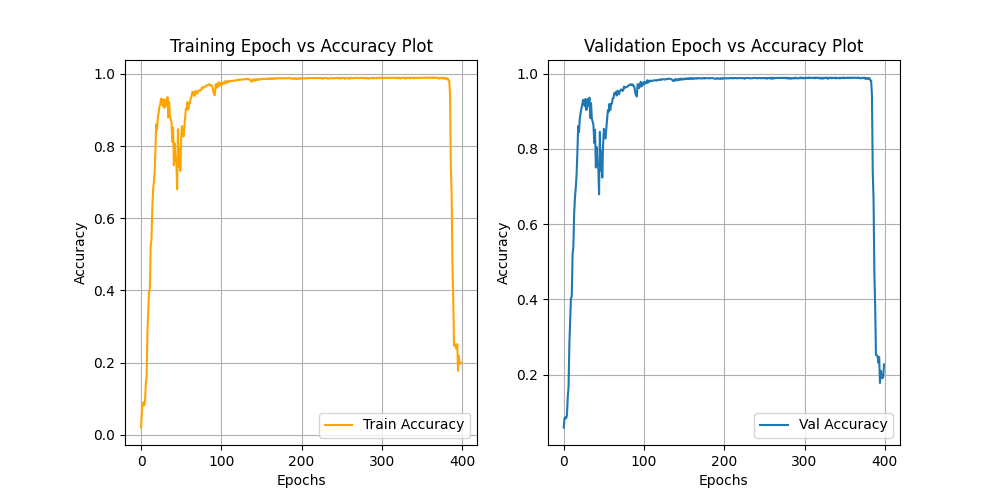 Training Epoch vs Accuracy Plot
Accuracy
1.0
0.8
0.6
0.4
0.2
0.0
0
100
200
300
400
Epochs
Train Accuracy
Validation Epoch vs Accuracy Plot
Accuracy
1.0
0.8
0.6
0.4
0.2
0
100
200
300
400
Epochs
Val Accuracy